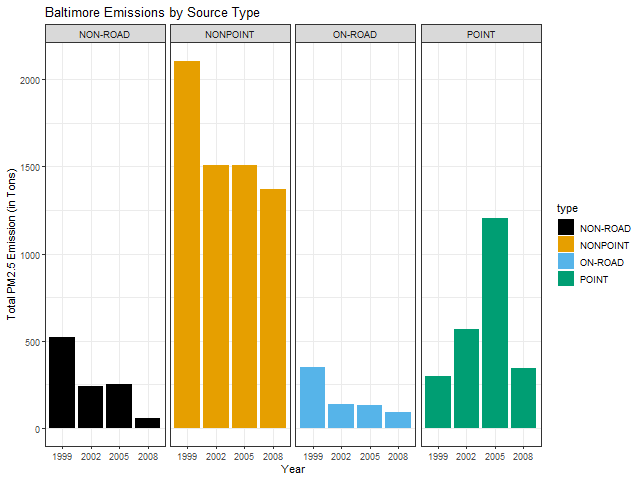 Baltimore Emissions by Source Type
NON-ROAD NONPOINT ON-ROAD POINT
Total PM2.5 Emission (in Tons)
2000
1500
1000
500
0
1999 2002 2005 2008 1999 2002 2005 2008 1999 2002 2005 2008 1999 2002 2005 2008
Year
type
NON-ROAD
NONPOINT
ON-ROAD
POINT